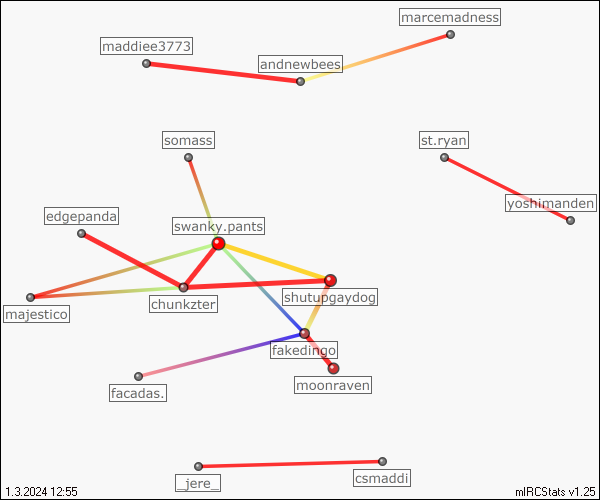 marcemadness
maddiee3773
andnewbees
somass
st.ryan
yoshimanden
edgepanda
swanky.pants
majestico
chunkzter
shutupgaydog
fakedingo
facadas.
moonraven
_jere_
csmaddi
1.3.2024 12:55
mIRCStats v1.25